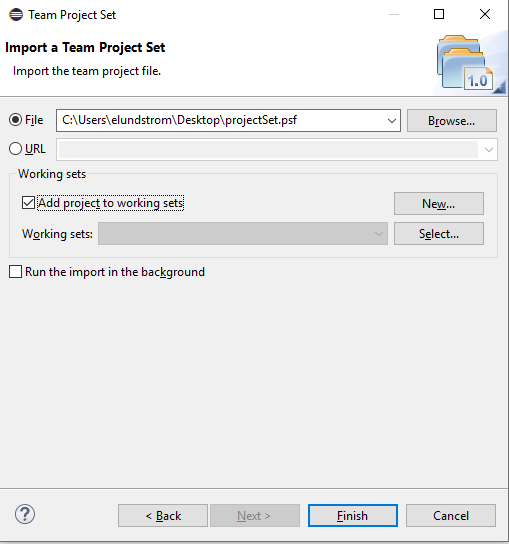 Team Project Set
Import a Team Project Set
Import the team project file.
1.0
File C:\Users\elundstrom\Desktop\projectSet.psf Browse...
URL
Working sets
Add project to working sets New...
Working sets: Select...
Run the import in the background
? < Back Next > Finish Cancel